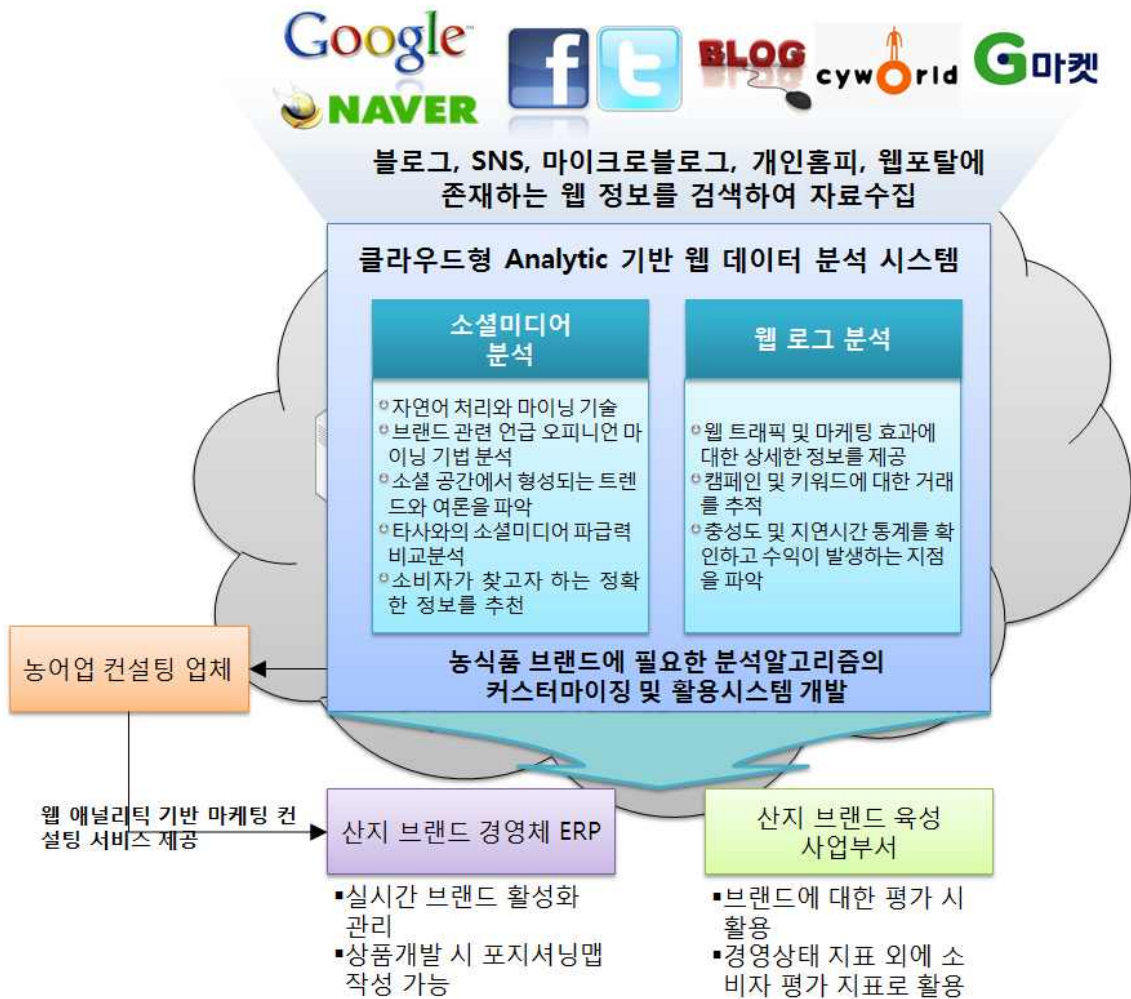 Google
NAVER
f
t
BLOG
cyworld
G마켓
블로그, SNS, 마이크로블로그, 개인홈피, 웹포탈에
존재하는 웹 정보를 검색하여 자료수집
클라우드형 Analytic 기반 웹 데이터 분석 시스템
소셜미디어
분석
자연어 처리와 마이닝 기술
브랜드 관련 언급 오피니언 마
이닝 기법 분석
소셜 공간에서 형성되는 트렌
드와 여론을 파악
타사와의 소셜미디어 파급력
비교분석
소비자가 찾고자 하는 정확
한 정보를 추천
웹 로그 분석
웹 트래픽 및 마케팅 효과에
대한 상세한 정보를 제공
캠페인 및 키워드에 대한 거래
를 추적
충성도 및 지연시간 통계를 확
인하고 수익이 발생하는 지점
을 파악
농식품 브랜드에 필요한 분석알고리즘의
커스터마이징 및 활용시스템 개발
농어업 컨설팅 업체
웹 애널리틱 기반 마케팅 컨
설팅 서비스 제공
산지 브랜드 경영체 ERP
▪실시간 브랜드 활성화
관리
▪상품개발 시 포지셔닝맵
작성 가능
산지 브랜드 육성
사업부서
▪브랜드에 대한 평가 시
활용
▪경영상태 지표 외에 소
비자 평가 지표로 활용